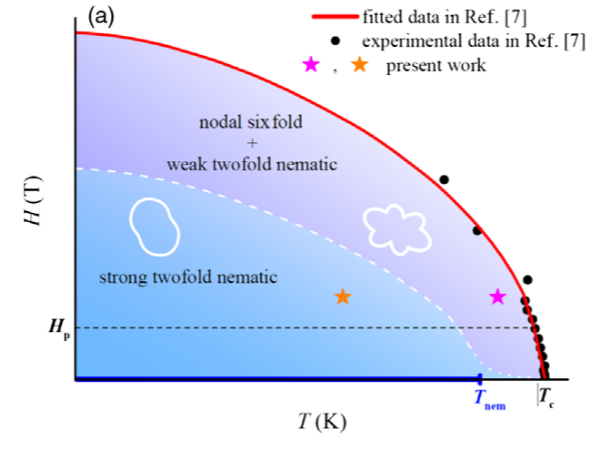 (a)
fitted data in Ref. [7]
experimental data in Ref. [7]
, present work
nodal sixfold
+
weak twofold nematic
H (T)
strong twofold nematic
Hp
Tnem
Tc
T (K)